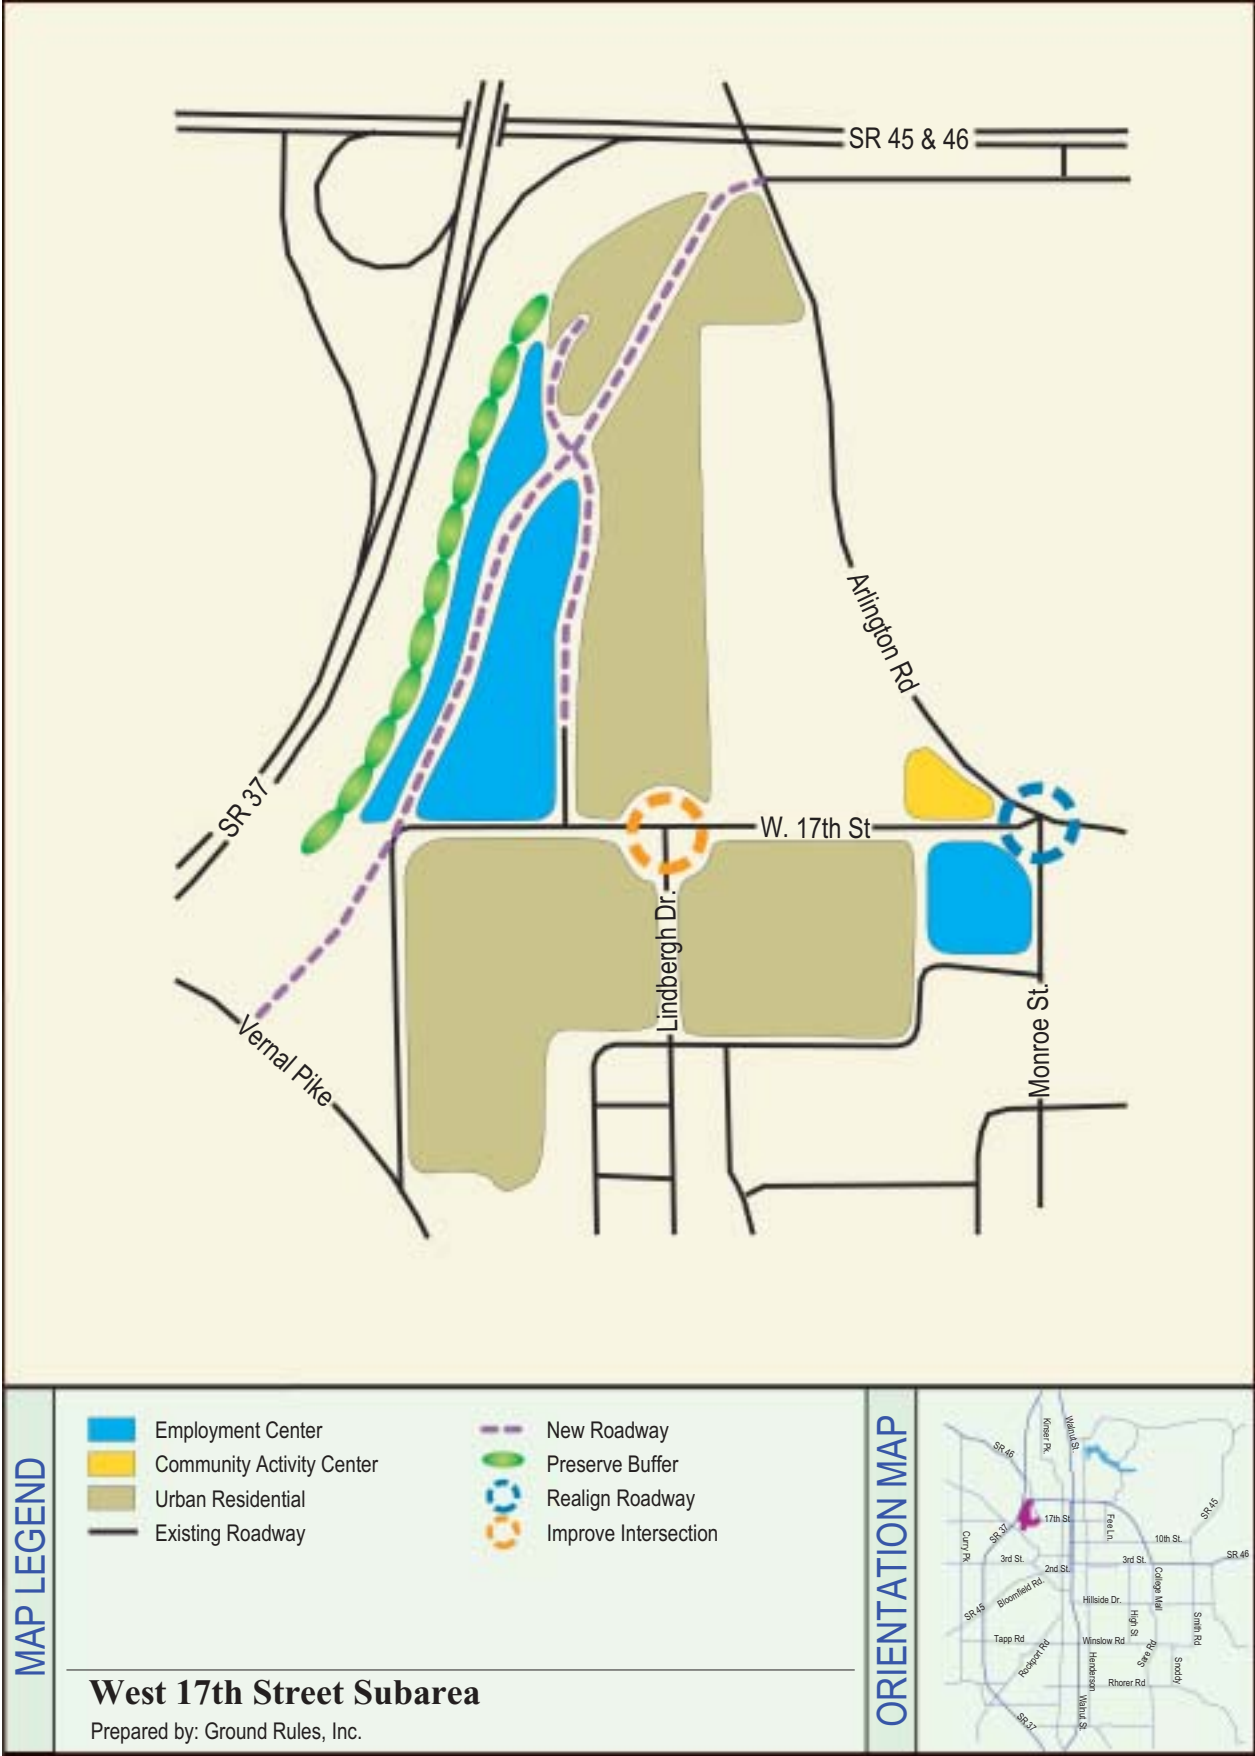 SR 45 & 46
Arlington Rd
SR 37
W. 17th St
Lindbergh Dr.
Monroe St.
Vernal Pike
MAP LEGEND
Employment Center
Community Activity Center
Urban Residential
Existing Roadway
New Roadway
Preserve Buffer
Realign Roadway
Improve Intersection
West 17th Street Subarea
Prepared by: Ground Rules, Inc.
ORIENTATION MAP
Kinser Pk.
Walnut St.
SR 46
SR 45
SR 37
17th St
Fee Ln.
10th St.
Curry Pk
3rd St.
3rd St.
SR 46
2nd St.
College Mall
Bloomfield Rd.
Hillside Dr.
SR 45
High St
Smith Rd
Tapp Rd
Winslow Rd
Rockport Rd
Sare Rd
Henderson
Snoddy
Rhorer Rd
Walnut St.
SR 37